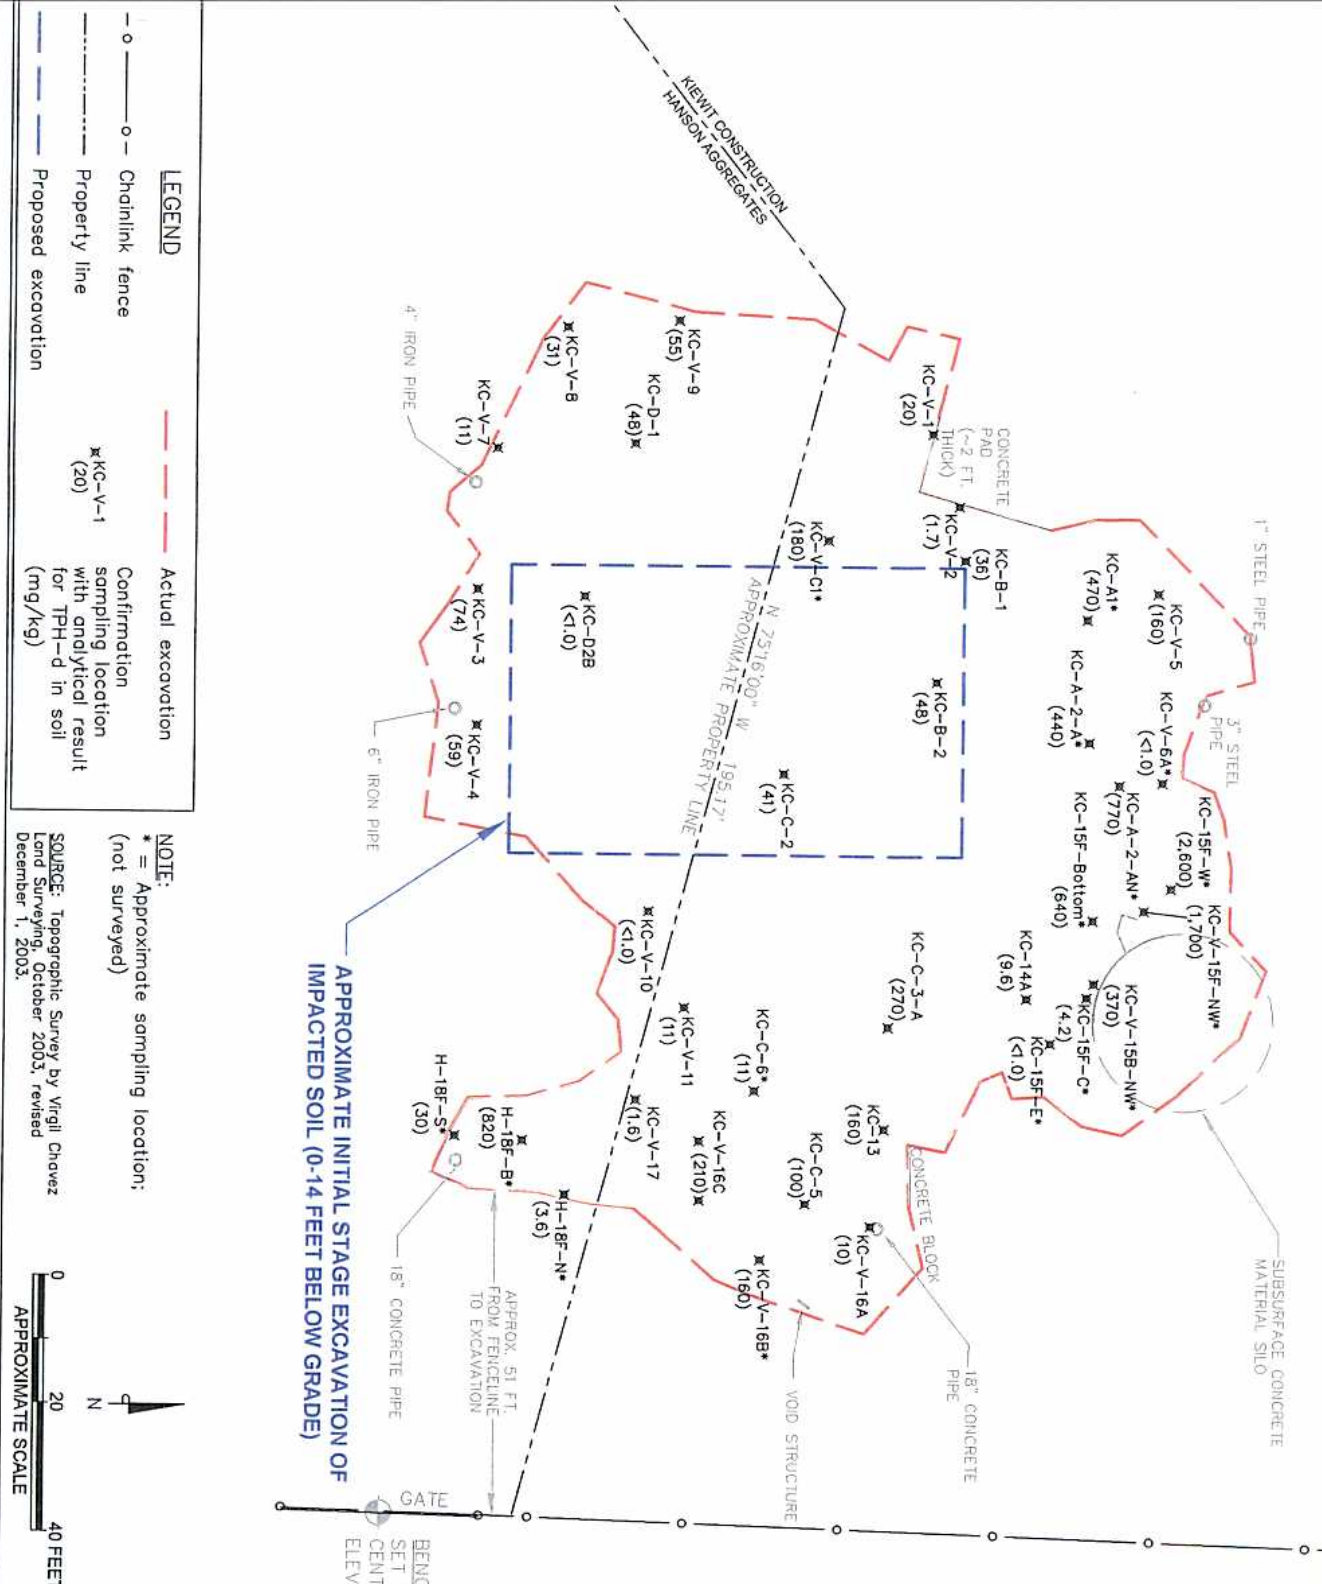 KIEWIT CONSTRUCTION
HANSON AGGREGATES
1" STEEL PIPE
3" STEEL
PIPE
CONCRETE
PAD
(~2 FT.
THICK)
KC-V-1
(20)
KC-V-2
(1.7)
KC-B-1
(36)
KC-A1*
(470)
KC-V-5
(160)
KC-A-2-A*
(440)
KC-V-6A*
(<1.0)
KC-A-2-AN*
(770)
KC-15F-W*
(2,600)
KC-15F-Bottom*
(640)
KC-V-15F-NW*
(1,700)
KC-V-15B-NW*
(370)
KC-15F-C*
(4.2)
KC-15F-E*
(<1.0)
KC-14A
(9.6)
KC-C-3-A
(270)
SUBSURFACE CONCRETE
MATERIAL SILO
KC-V-9
(55)
KC-D-1
(48)
KC-V-8
(31)
KC-V-7
(11)
4" IRON PIPE
KC-V-C1*
(180)
N 75°16'00" W 195.17'
APPROXIMATE PROPERTY LINE
KC-B-2
(48)
KC-C-2
(41)
KC-D2B
(<1.0)
KC-V-3
(74)
KC-V-4
(59)
6" IRON PIPE
KC-V-10
(<1.0)
KC-V-11
(11)
KC-C-6*
(11)
KC-13
(160)
KC-C-5
(100)
KC-V-16C
(210)
KC-V-17
(1.6)
CONCRETE BLOCK
KC-V-16A
(10)
KC-V-16B*
(160)
18" CONCRETE
PIPE
VOID STRUCTURE
H-18F-S*
(30)
H-18F-B*
(820)
H-18F-N*
(3.6)
18" CONCRETE PIPE
APPROX. 51 FT.
FROM FENCELINE
TO EXCAVATION
APPROXIMATE INITIAL STAGE EXCAVATION OF
IMPACTED SOIL (0-14 FEET BELOW GRADE)
GATE
BENC
SET
CENT
ELEV
LEGEND
Chainlink fence
Property line
Proposed excavation
Actual excavation
KC-V-1
(20)
Confirmation
sampling location
with analytical result
for TPH-d in soil
(mg/kg)
NOTE:
* = Approximate sampling location;
(not surveyed)
SOURCE: Topographic Survey by Virgil Chavez
Land Surveying, October 2003, revised
December 1, 2003.
N
0 20 40 FEET
APPROXIMATE SCALE